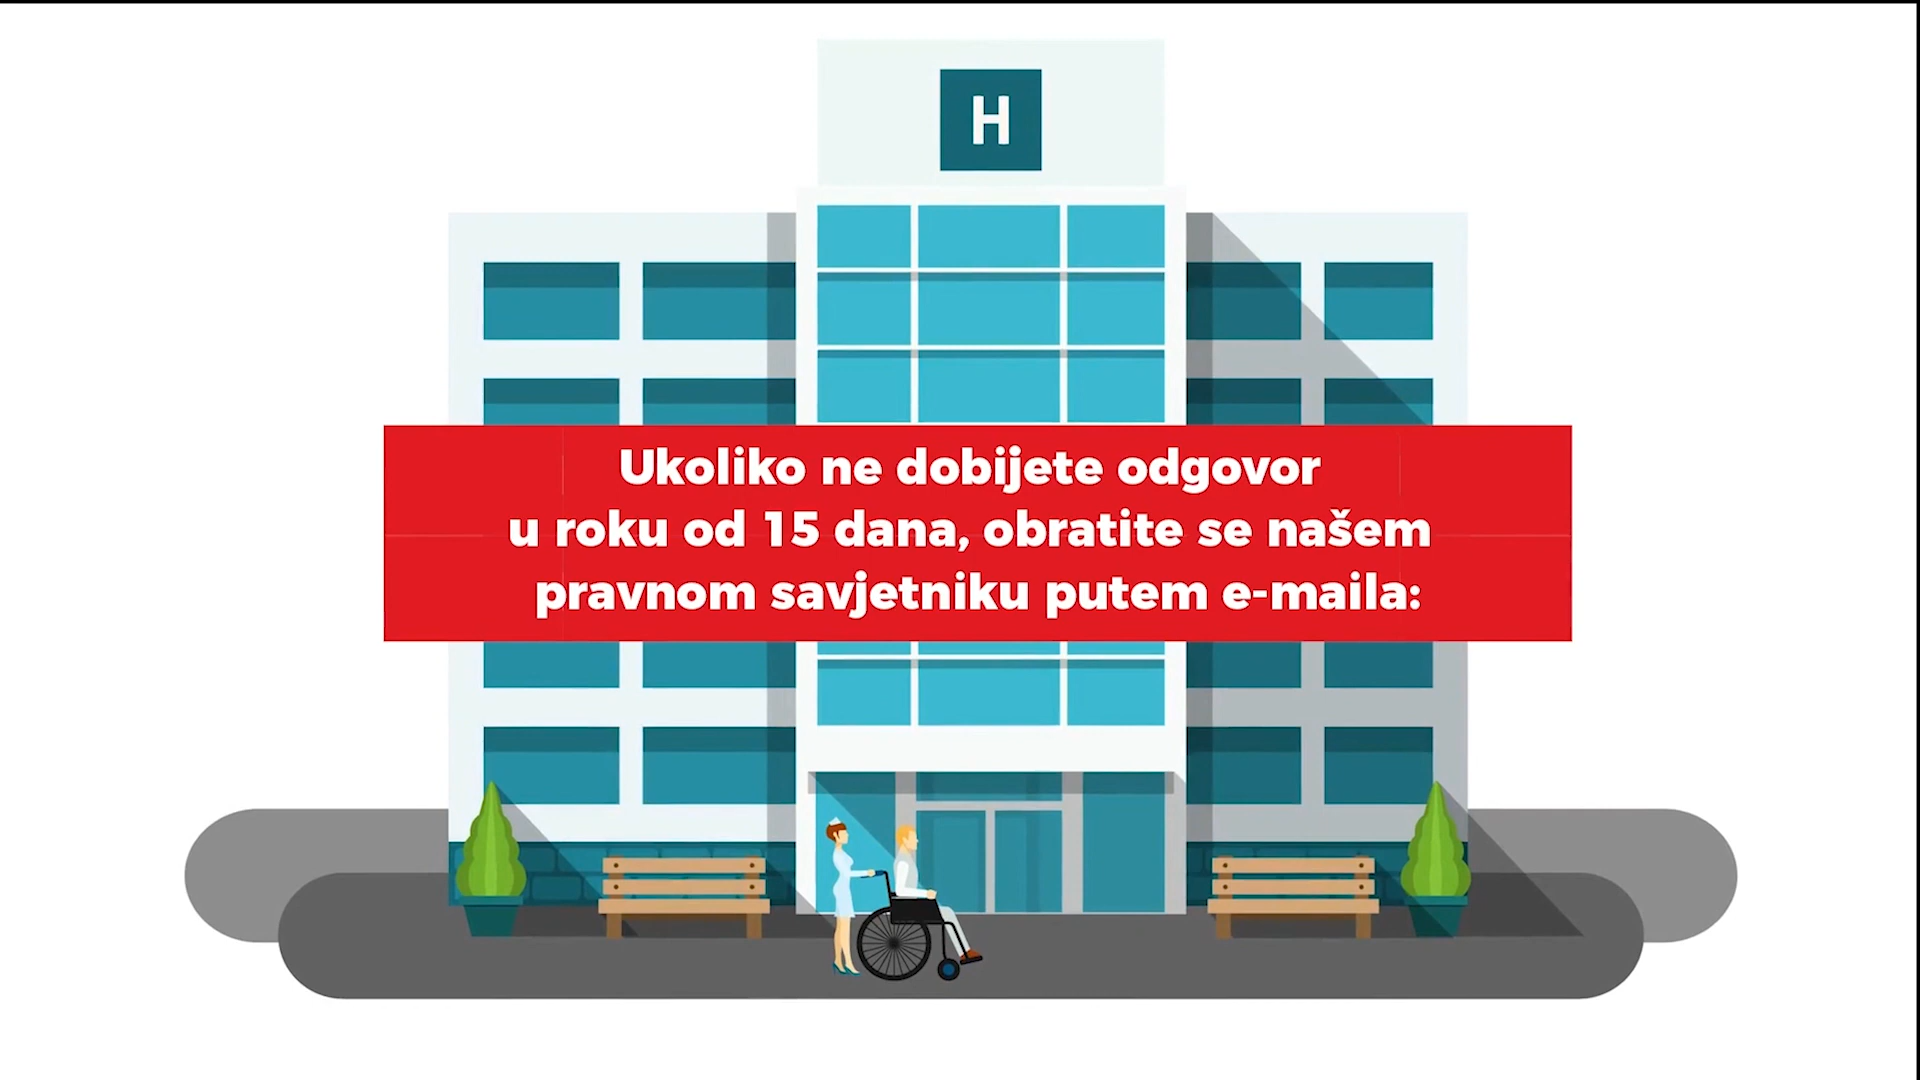 H
Ukoliko ne dobijete odgovor
u roku od 15 dana, obratite se našem
pravnom savjetniku putem e-maila: